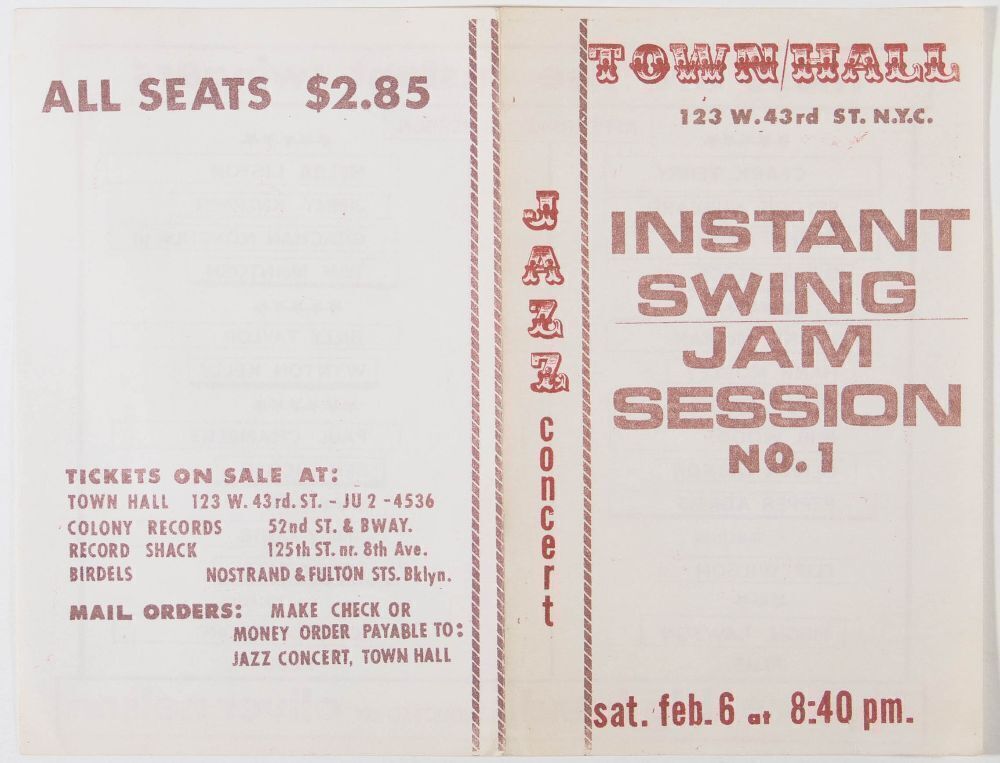 ALL SEATS $2.85
TICKETS ON SALE AT:
TOWN HALL 123 W. 43rd. ST. - JU 2 - 4536
COLONY RECORDS 52nd ST. & BWAY.
RECORD SHACK 125th ST. nr. 8th Ave.
BIRDELS NOSTRAND & FULTON STS. Bklyn.
MAIL ORDERS: MAKE CHECK OR
MONEY ORDER PAYABLE TO:
JAZZ CONCERT, TOWN HALL
JAZZ concert
TOWN/HALL
123 W. 43rd ST. N.Y.C.
INSTANT
SWING
JAM
SESSION
NO. 1
sat. feb. 6 at 8:40 pm.